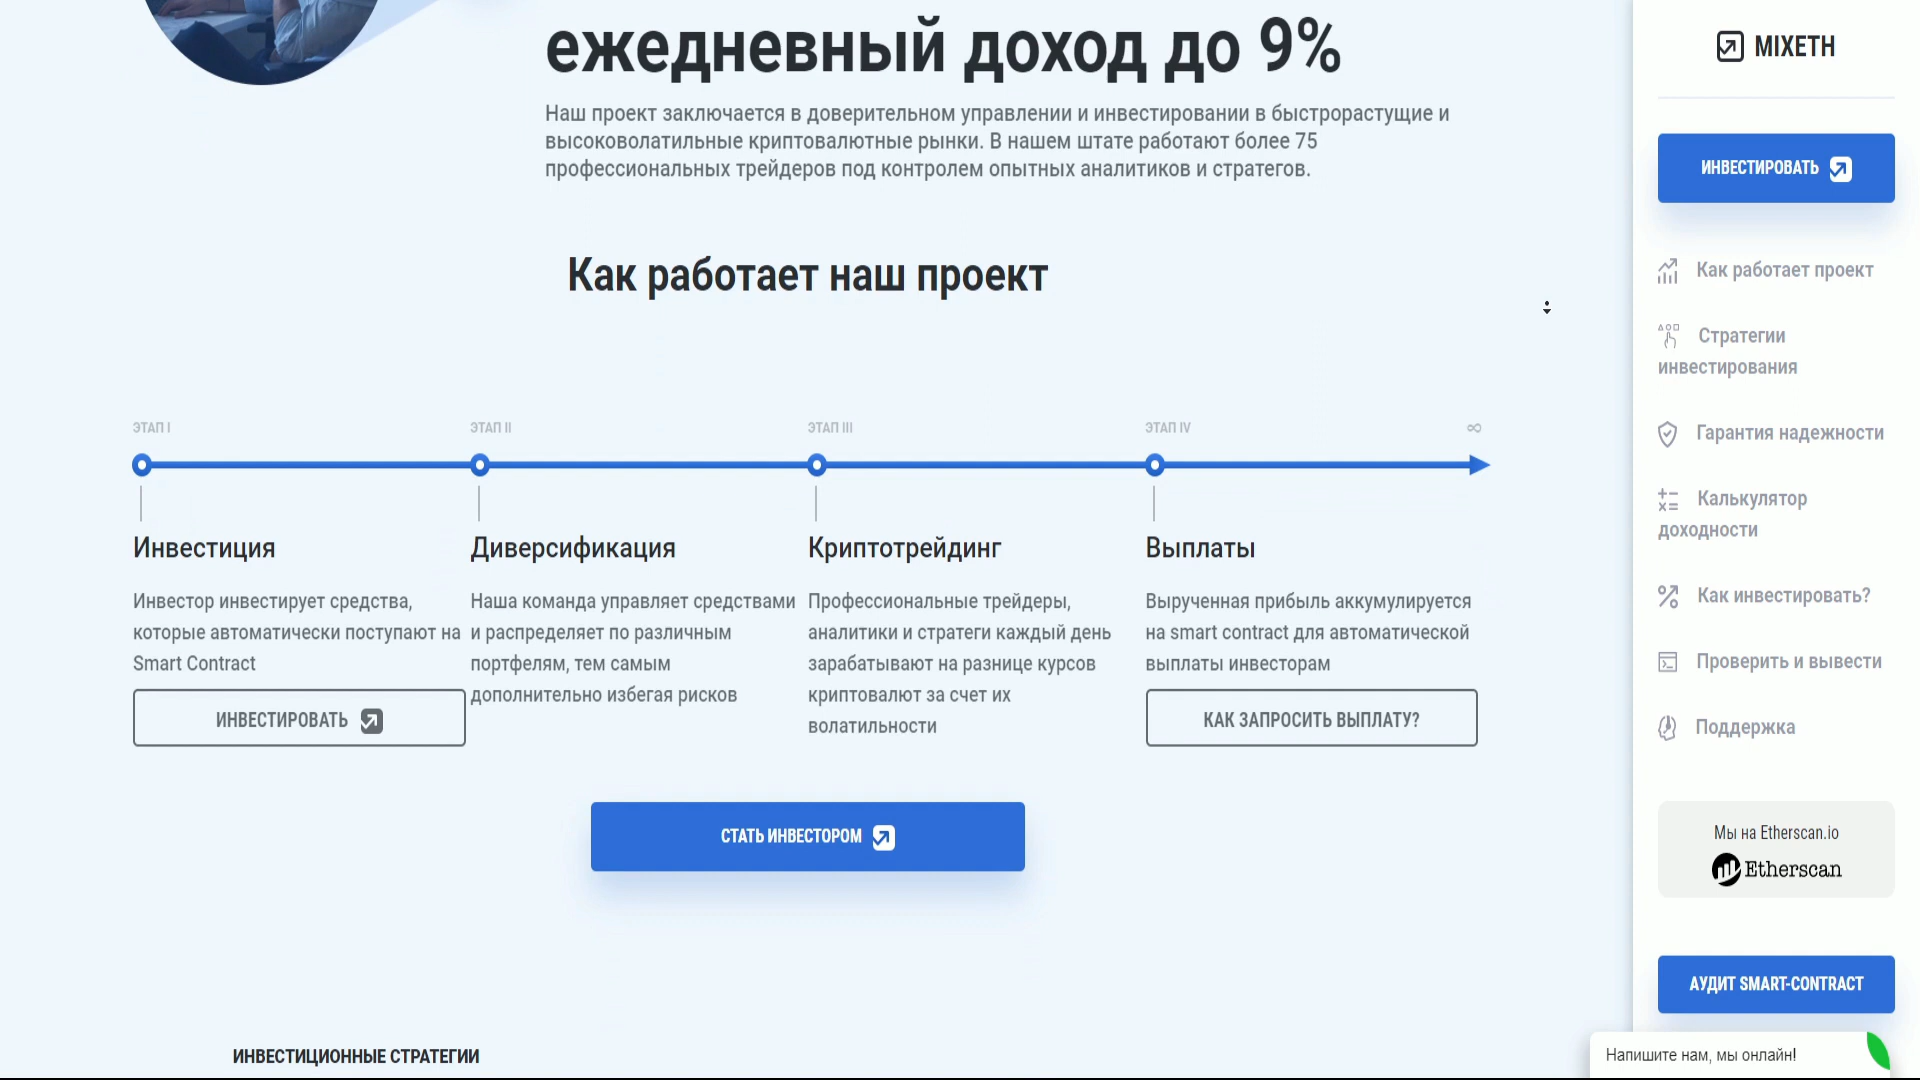 ежедневный доход до 9%
Наш проект заключается в доверительном управлении и инвестировании в быстрорастущие и
высоковолатильные криптовалютные рынки. В нашем штате работают более 75
профессиональных трейдеров под контролем опытных аналитиков и стратегов.
Как работает наш проект
ЭТАП I
ЭТАП II
ЭТАП III
ЭТАП IV
∞
Инвестиция
Инвестор инвестирует средства,
которые автоматически поступают на
Smart Contract
ИНВЕСТИРОВАТЬ
Диверсификация
Наша команда управляет средствами
и распределяет по различным
портфелям, тем самым
дополнительно избегая рисков
Криптотрейдинг
Профессиональные трейдеры,
аналитики и стратеги каждый день
зарабатывают на разнице курсов
криптовалют за счет их
волатильности
Выплаты
Вырученная прибыль аккумулируется
на smart contract для автоматической
выплаты инвесторам
КАК ЗАПРОСИТЬ ВЫПЛАТУ?
СТАТЬ ИНВЕСТОРОМ
ИНВЕСТИЦИОННЫЕ СТРАТЕГИИ
MIXETH
ИНВЕСТИРОВАТЬ
Как работает проект
Стратегии
инвестирования
Гарантия надежности
Калькулятор
доходности
Как инвестировать?
Проверить и вывести
Поддержка
Мы на Etherscan.io
Etherscan
АУДИТ SMART-CONTRACT
Напишите нам, мы онлайн!